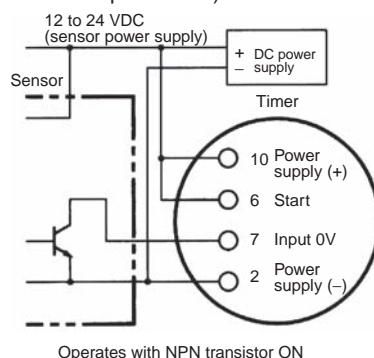 12 to 24 VDC
(sensor power supply)
+ DC power
– supply
Sensor
Timer
10 Power
supply (+)
6 Start
7 Input 0V
2 Power
supply (–)
Operates with NPN transistor ON